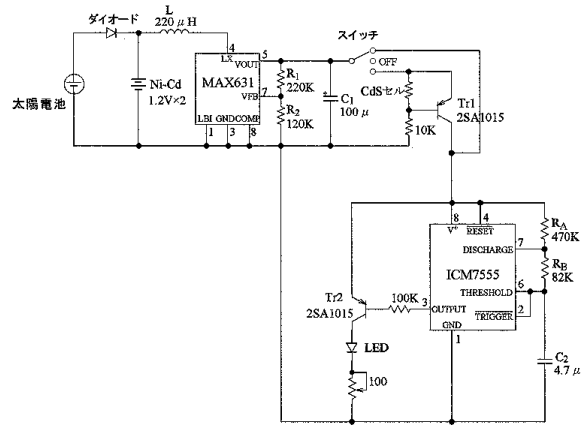 ダイオード
L
220μH
スイッチ
4
LX
5
VOUT
OFF
MAX631
R1
220K
太陽電池
Ni-Cd
1.2V×2
VFB
7
C1
100μ
CdSセル
Tr1
2SA1015
R2
120K
10K
LBI
GND
COMP
1
3
8
8
4
V+
RESET
RA
470K
DISCHARGE
7
RB
82K
ICM7555
Tr2
2SA1015
100K
3
OUTPUT
THRESHOLD
6
TRIGGER
2
GND
1
LED
C2
4.7μ
100